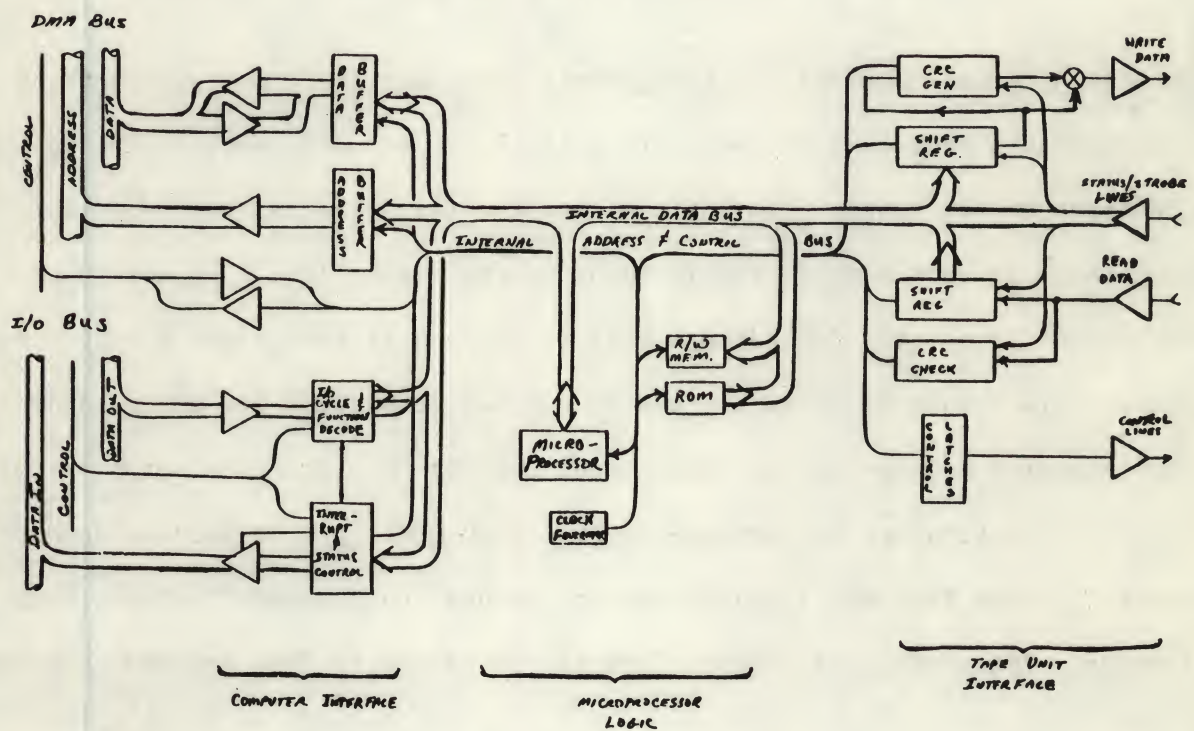 DMA BUS
CONTROL
ADDRESS
DATA
DATA
BUFFER
ADDRESS
BUFFER
I/O BUS
DATA IN
CONTROL
DATA OUT
I/O
CYCLE &
FUNCTION
DECODE
INTER-
RUPT
&
STATUS
CONTROL
COMPUTER INTERFACE
INTERNAL DATA BUS
INTERNAL ADDRESS & CONTROL BUS
R/W
MEM.
ROM
MICRO-
PROCESSOR
CLOCK
MICROPROCESSOR
LOGIC
CRC
GEN
SHIFT
REG.
SHIFT
REG
CRC
CHECK
CONTROL
LATCHES
WRITE
DATA
STATUS/STROBE
LINES
READ
DATA
CONTROL
LINES
TAPE UNIT
INTERFACE